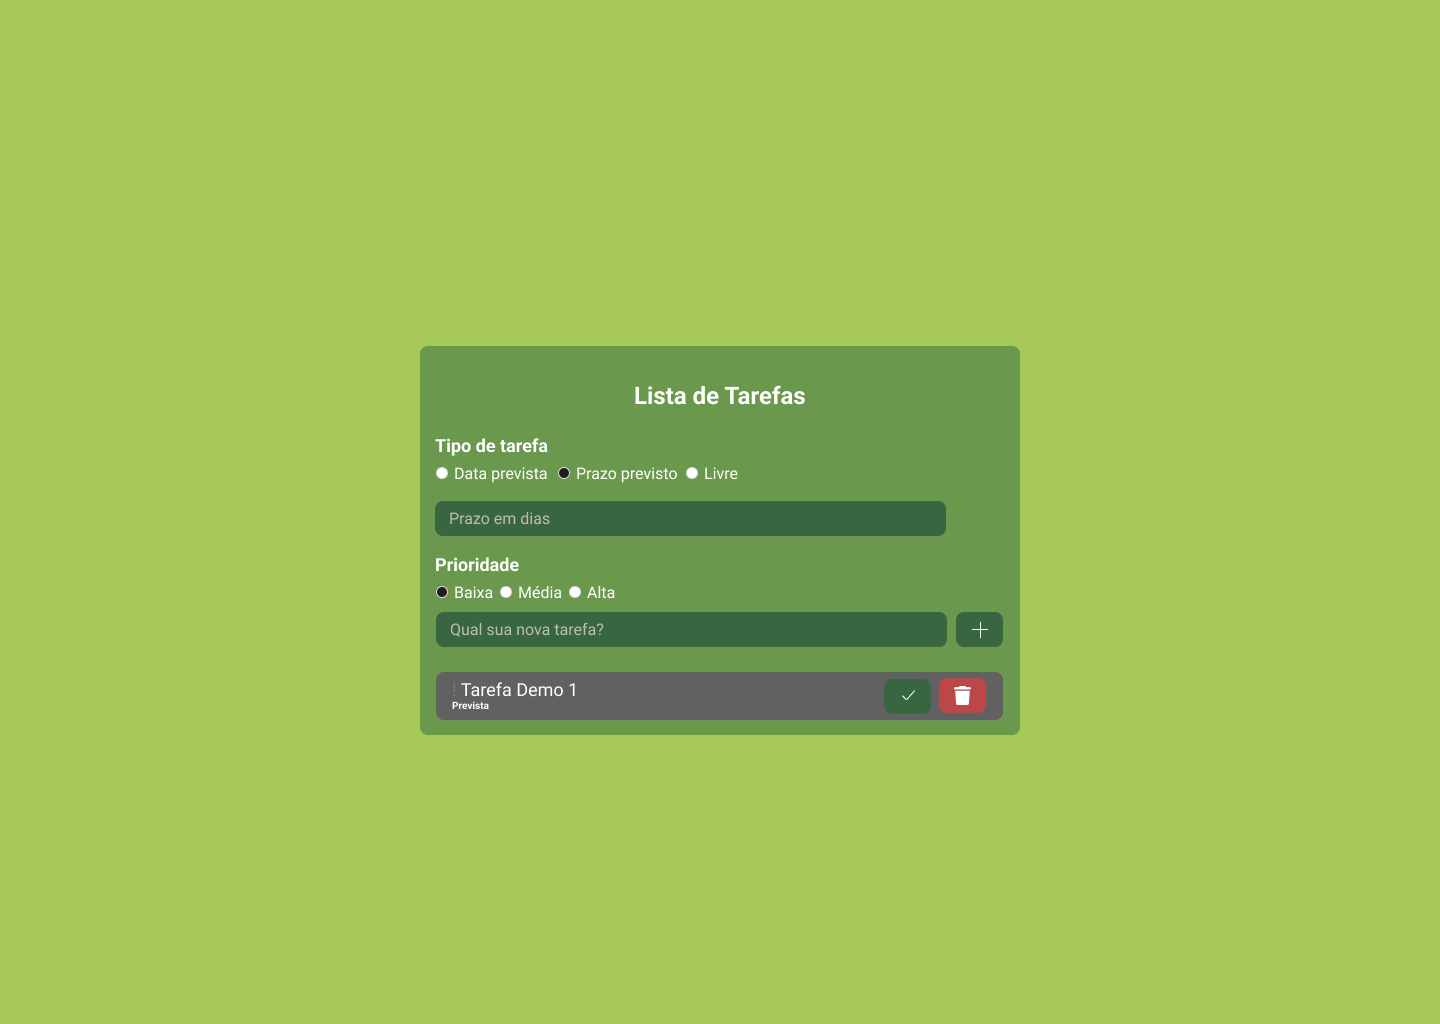 Lista de Tarefas
Tipo de tarefa
Data prevista Prazo previsto Livre
Prazo em dias
Prioridade
Baixa Média Alta
Qual sua nova tarefa?
! Tarefa Demo 1
Prevista